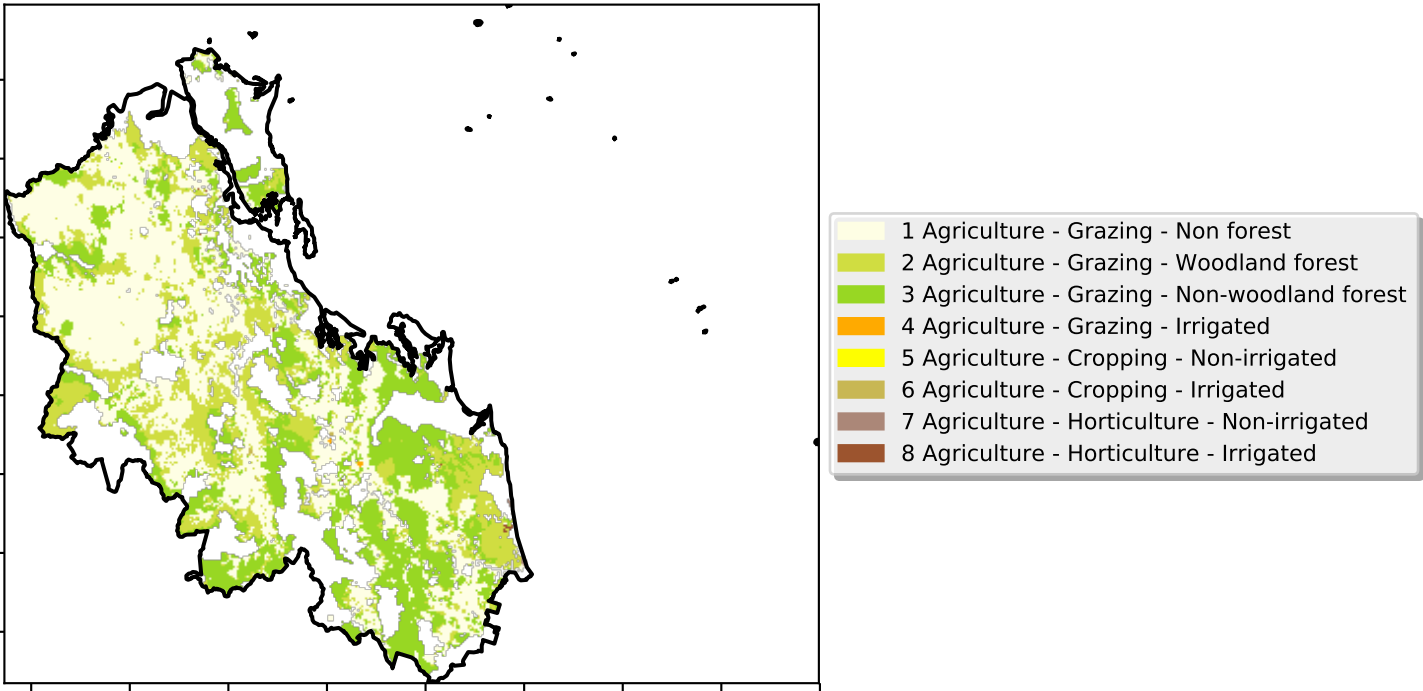 1 Agriculture - Grazing - Non forest
2 Agriculture - Grazing - Woodland forest
3 Agriculture - Grazing - Non-woodland forest
4 Agriculture - Grazing - Irrigated
5 Agriculture - Cropping - Non-irrigated
6 Agriculture - Cropping - Irrigated
7 Agriculture - Horticulture - Non-irrigated
8 Agriculture - Horticulture - Irrigated